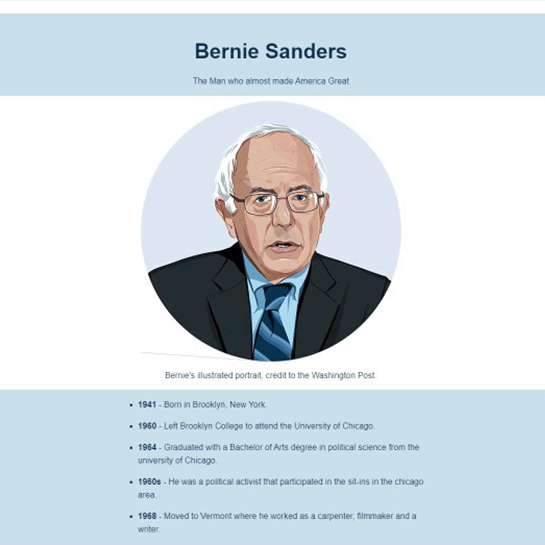 Bernie Sanders
The Man who almost made America Great
Bernie's illustrated portrait, credit to the Washington Post.
• 1941 - Born in Brooklyn, New York.
• 1960 - Left Brooklyn College to attend the University of Chicago.
• 1964 - Graduated with a Bachelor of Arts degree in political science from the
university of Chicago.
• 1960s - He was a political activist that participated in the sit-ins in the chicago
area.
• 1968 - Moved to Vermont where he worked as a carpenter, filmmaker and a
writer.